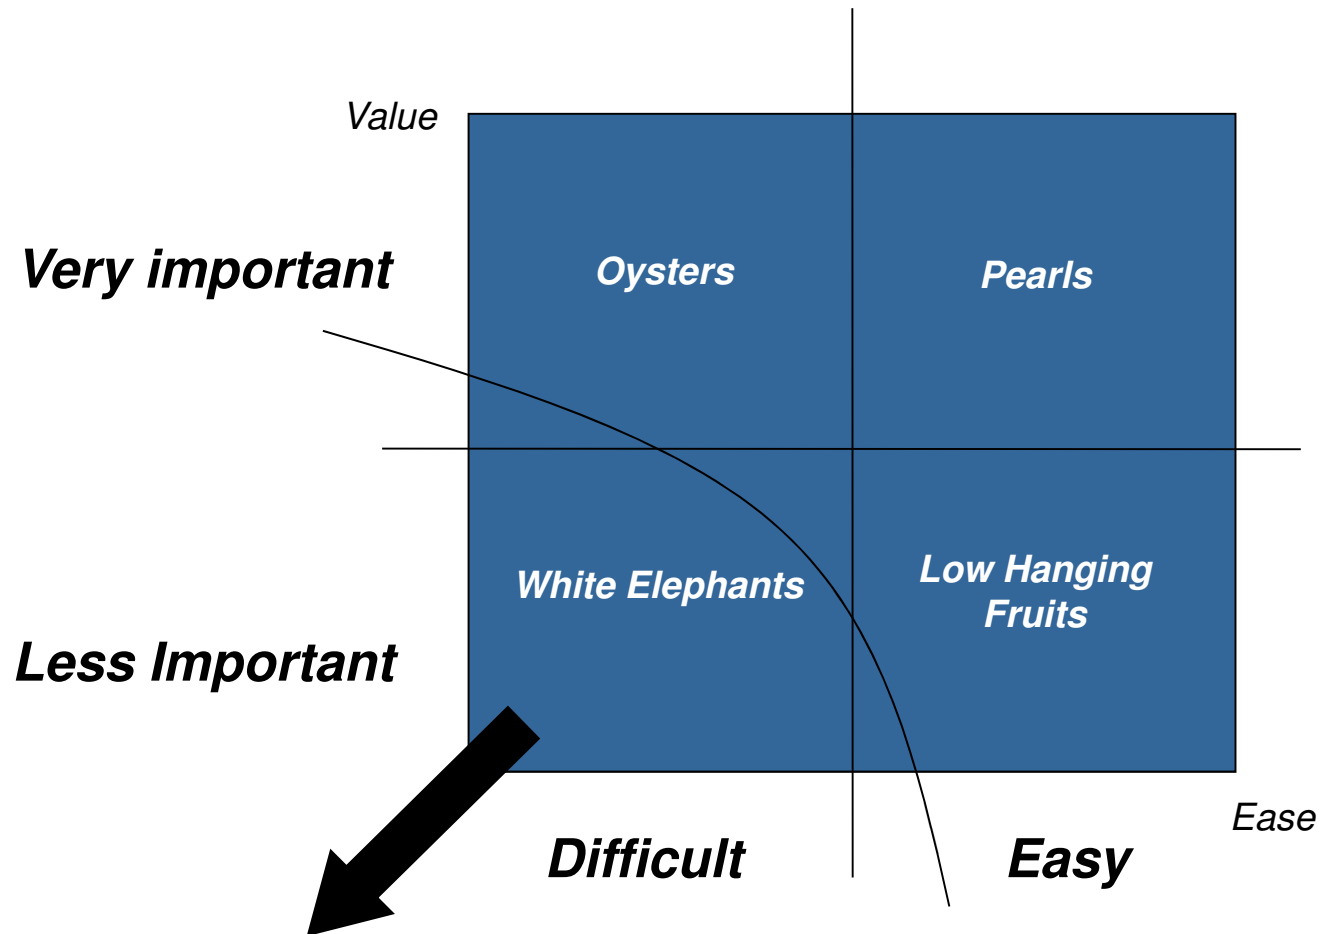 Value
Very important
Oysters
Pearls
White Elephants
Low Hanging
Fruits
Less Important
Ease
Difficult
Easy